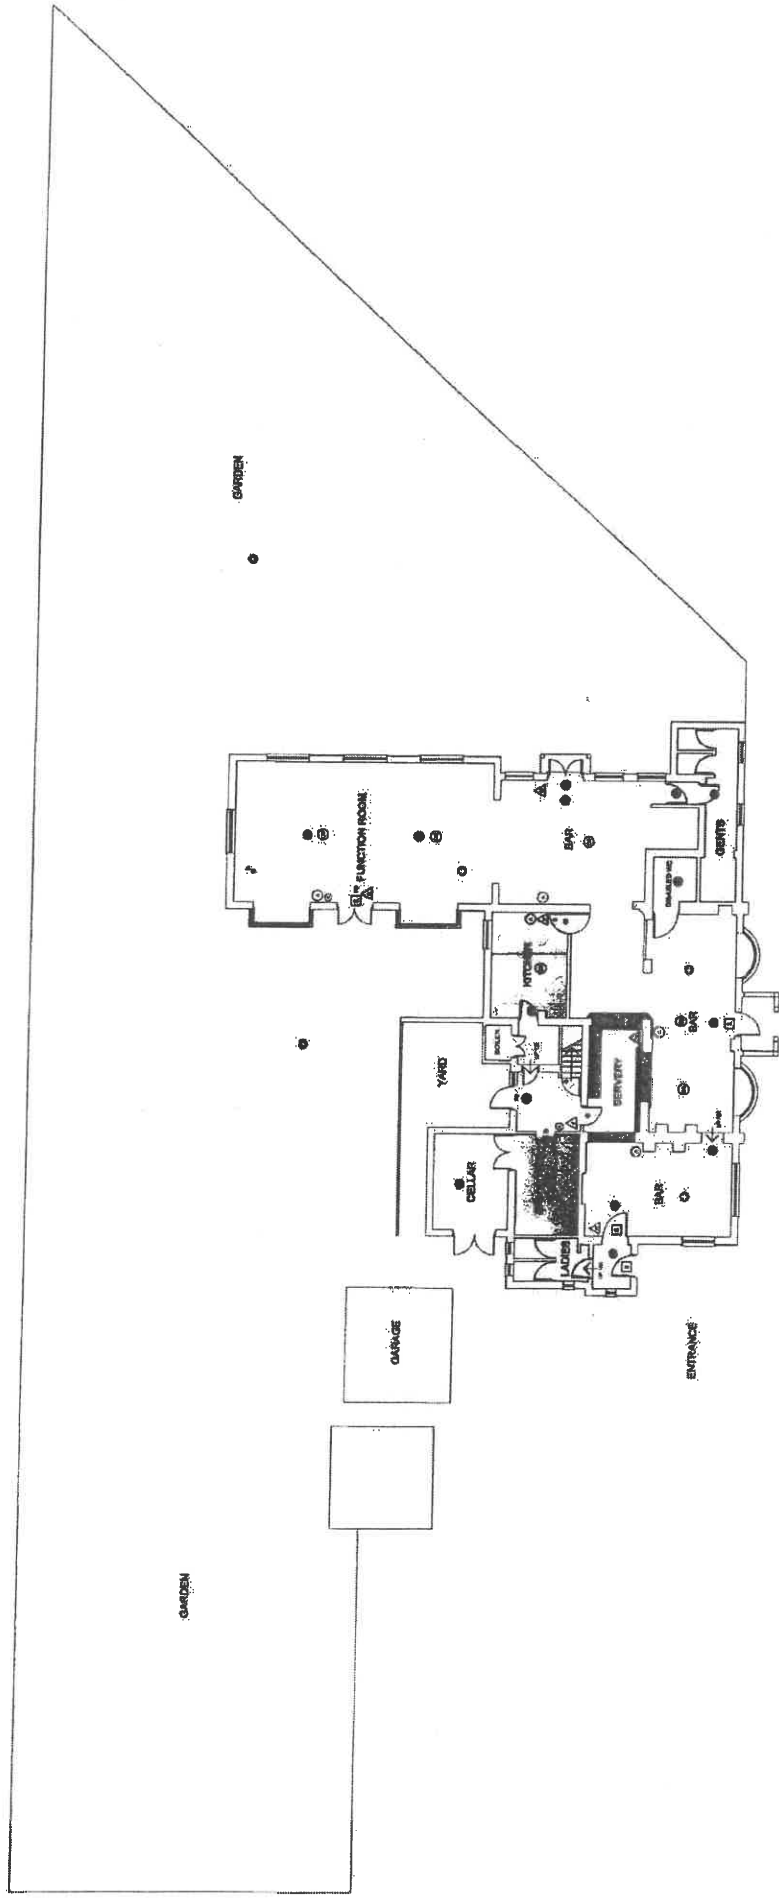 GARDEN
FUNCTION ROOM
BAR
GENTS
DISABLED WC
KITCHEN
BOILER
YARD
SERVERY
BAR
CELLAR
BAR
LADIES
GARAGE
ENTRANCE
GARDEN